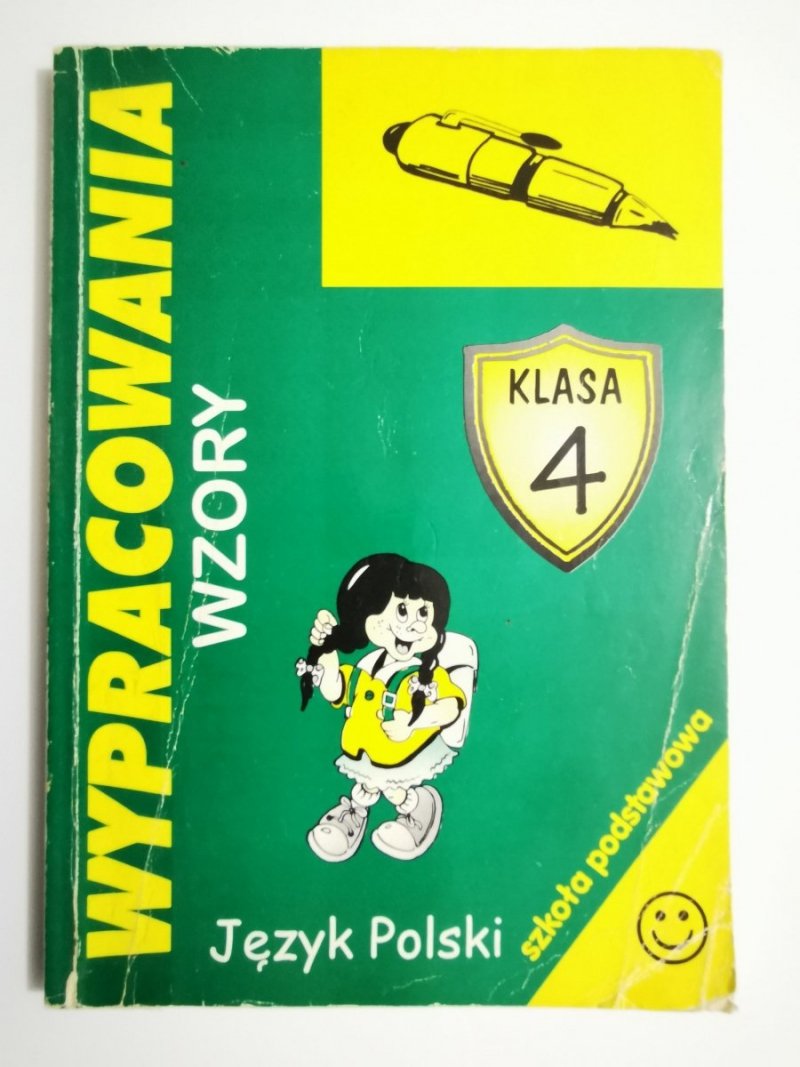 WYPRACOWANIA
WZORY
KLASA
4
Język Polski
szkoła podstawowa